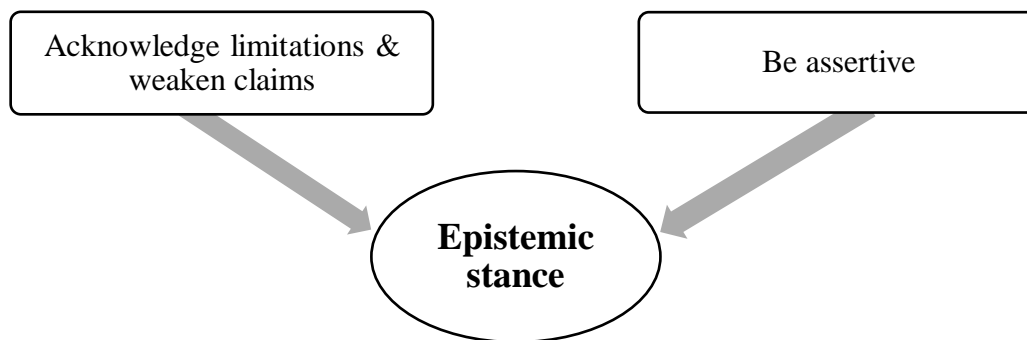 Acknowledge limitations &
weaken claims
Be assertive
Epistemic
stance